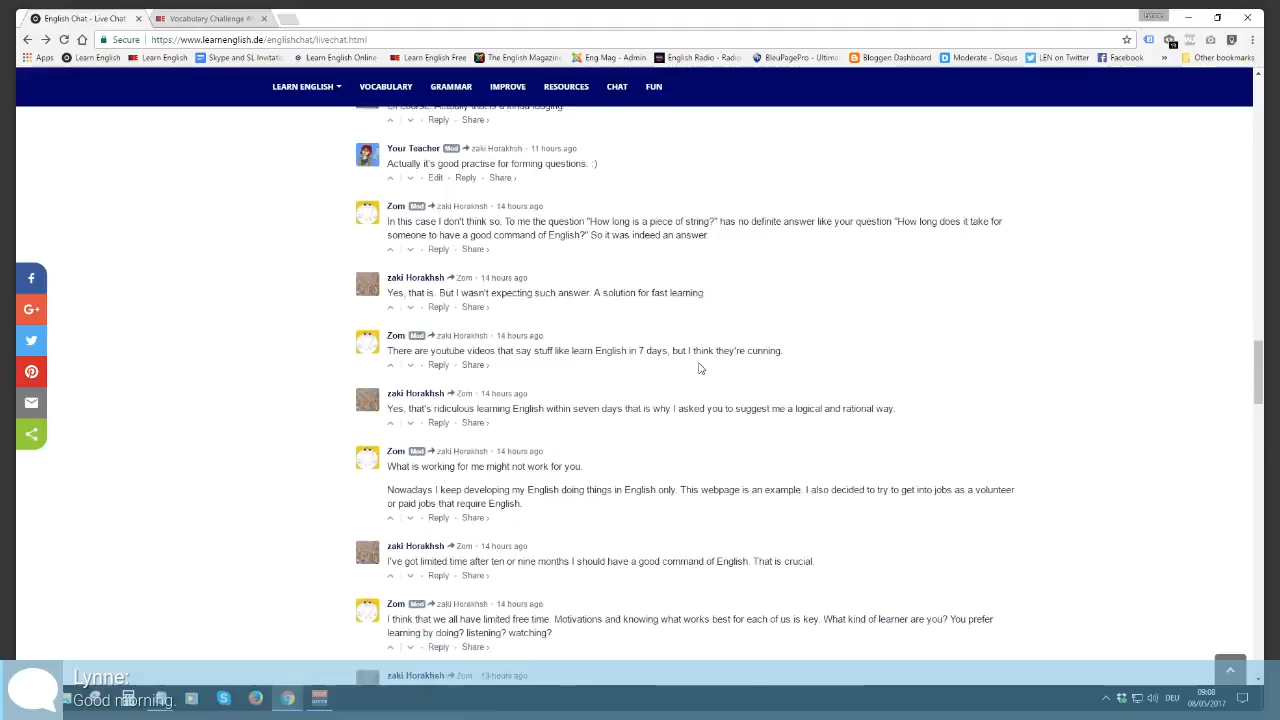 Lynne
English Chat - Live Chat
Vocabulary Challenge #
Secure
https://www.learnenglish.de/englishchat/livechat.html
Apps
Learn English
Learn English
Skype and SL Invitatio
Learn English Online
Learn English Free
The English Magazine
Eng Mag - Admin
English Radio - Radio
BleuPagePro - Ultima
Blogger: Dashboard
Moderate - Disqus
LEN on Twitter
Facebook
»
Other bookmarks
LEARN ENGLISH
VOCABULARY
GRAMMAR
IMPROVE
RESOURCES
CHAT
FUN
Of course. Actually that is a kinda judging.
Reply • Share ›
Your Teacher Mod zaki Horakhsh • 11 hours ago
Actually it's good practise for forming questions. :)
Edit • Reply • Share ›
Zom Mod zaki Horakhsh • 14 hours ago
In this case I don't think so. To me the question "How long is a piece of string?" has no definite answer like your question "How long does it take for
someone to have a good command of English?" So it was indeed an answer.
Reply • Share ›
zaki Horakhsh Zom • 14 hours ago
Yes, that is. But I wasn't expecting such answer. A solution for fast learning
Reply • Share ›
Zom Mod zaki Horakhsh • 14 hours ago
There are youtube videos that say stuff like learn English in 7 days, but I think they're cunning.
Reply • Share ›
zaki Horakhsh Zom • 14 hours ago
Yes, that's ridiculous learning English within seven days that is why I asked you to suggest me a logical and rational way.
Reply • Share ›
Zom Mod zaki Horakhsh • 14 hours ago
What is working for me might not work for you.
Nowadays I keep developing my English doing things in English only. This webpage is an example. I also decided to try to get into jobs as a volunteer
or paid jobs that require English.
Reply • Share ›
zaki Horakhsh Zom • 14 hours ago
I've got limited time after ten or nine months I should have a good command of English. That is crucial.
Reply • Share ›
Zom Mod zaki Horakhsh • 14 hours ago
I think that we all have limited free time. Motivations and knowing what works best for each of us is key. What kind of learner are you? You prefer
learning by doing? listening? watching?
Reply • Share ›
zaki Horakhsh Zom • 13 hours ago
Lynne:
Good morning.
DEU
09:08
08/05/2017